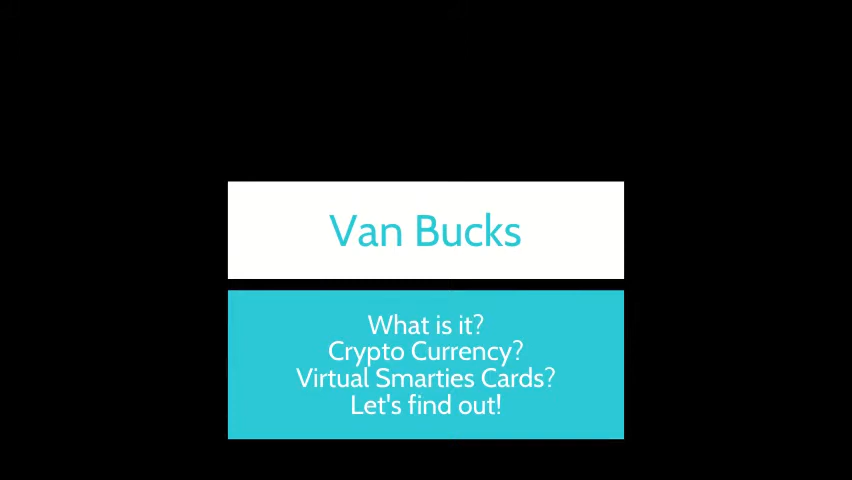 Van Bucks
What is it?
Crypto Currency?
Virtual Smarties Cards?
Let's find out!